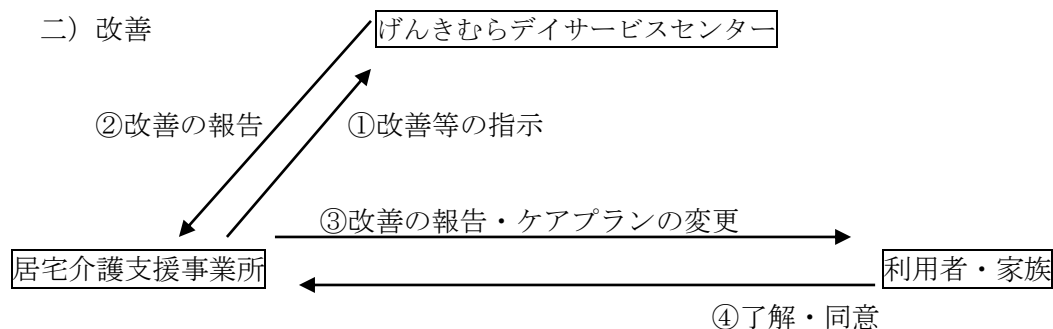 二）改善
げんきむらデイサービスセンター
②改善の報告
①改善等の指示
③改善の報告・ケアプランの変更
居宅介護支援事業所
利用者・家族
④了解・同意